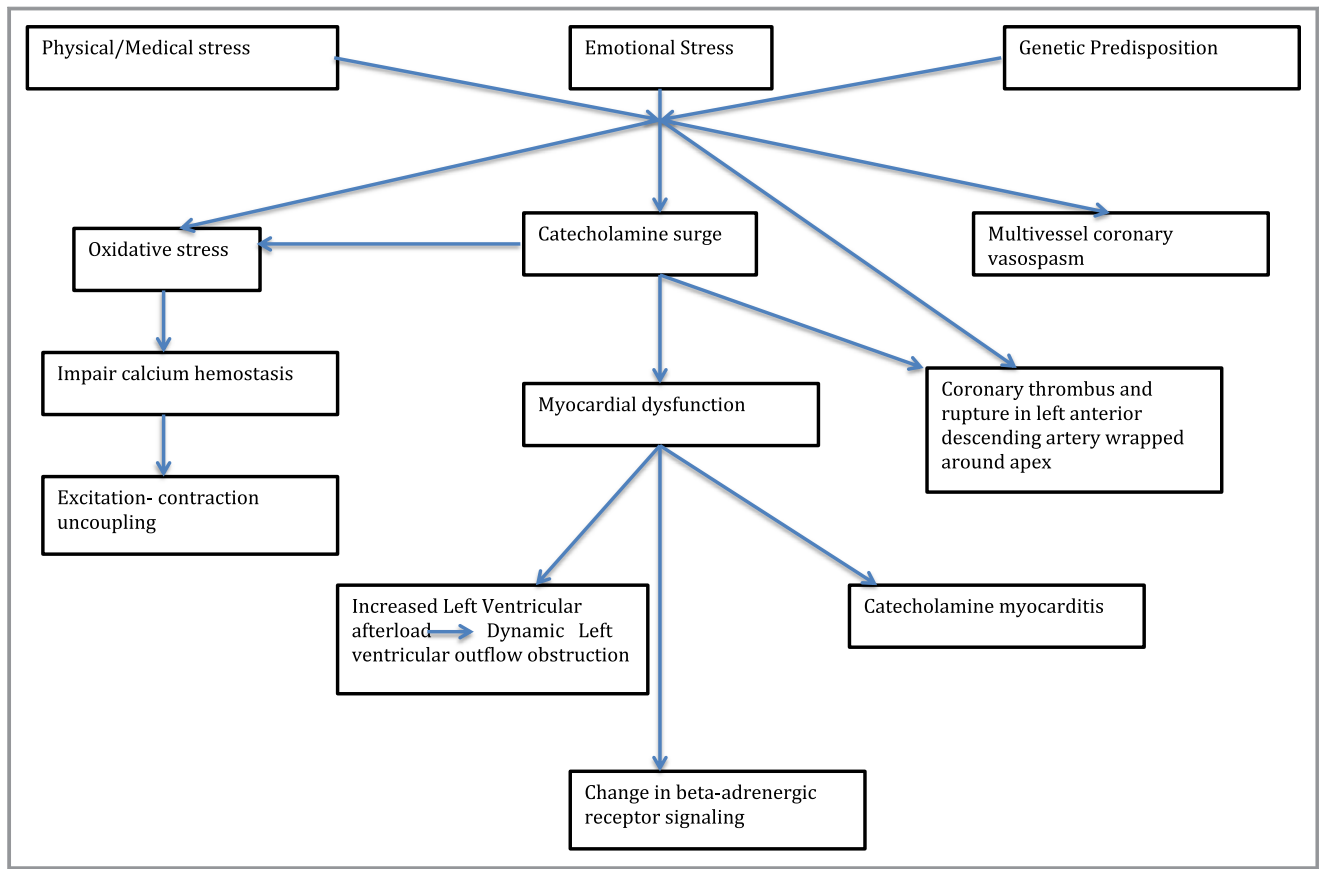 Physical/Medical stress
Emotional Stress
Genetic Predisposition
Oxidative stress
Catecholamine surge
Multivessel coronary
vasospasm
Impair calcium hemostasis
Myocardial dysfunction
Coronary thrombus and
rupture in left anterior
descending artery wrapped
around apex
Excitation- contraction
uncoupling
Increased Left Ventricular
afterload Dynamic Left
ventricular outflow obstruction
Catecholamine myocarditis
Change in beta-adrenergic
receptor signaling